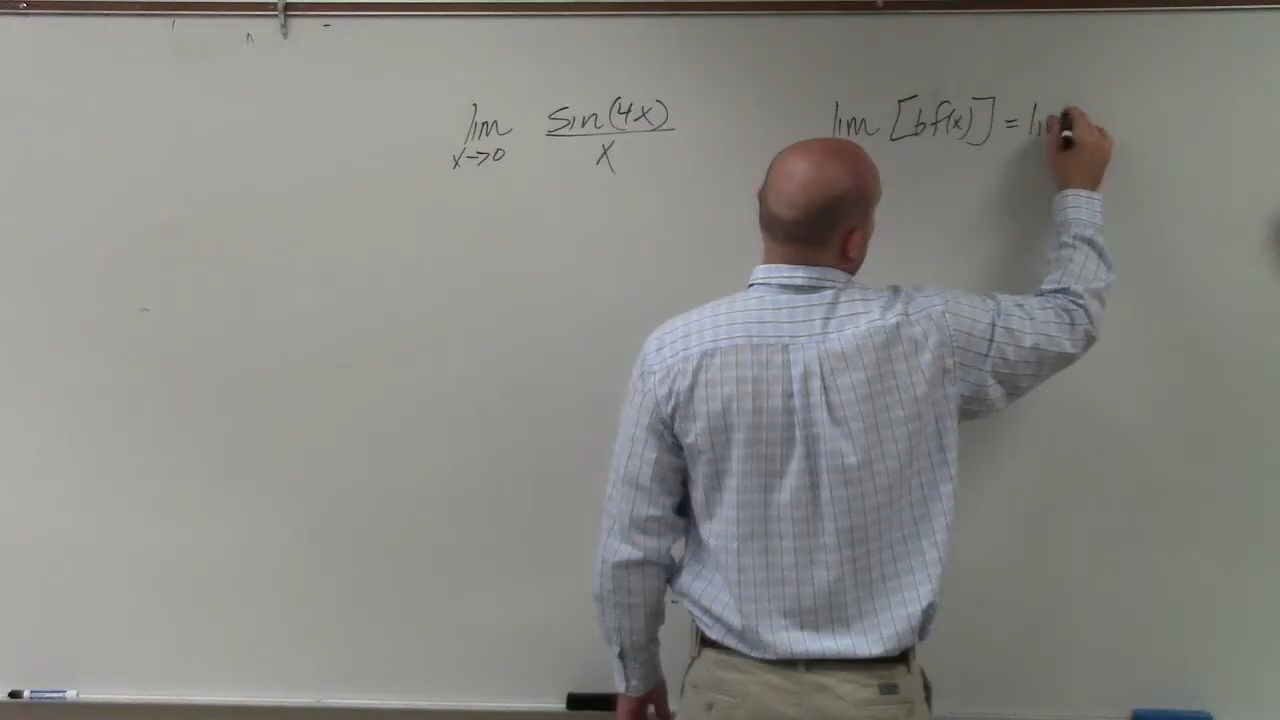 lim sin(4x) lim [bf(x)] = li
x→0 x